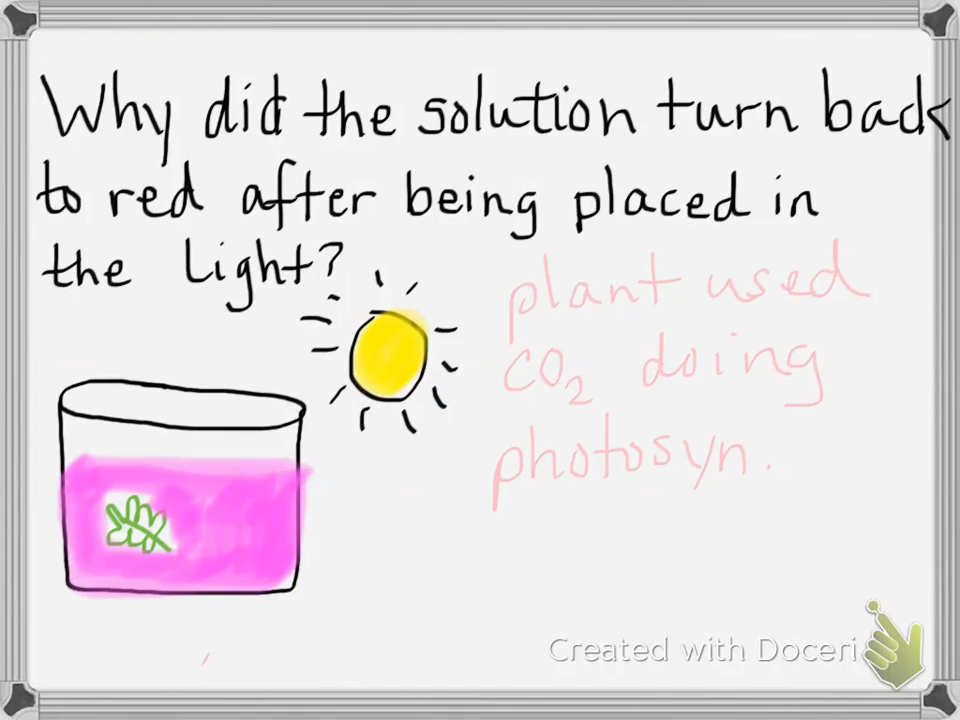 Why did the solution turn back
to red after being placed in
the Light?
plant used
CO2 doing
photosyn.
Created with Doceri